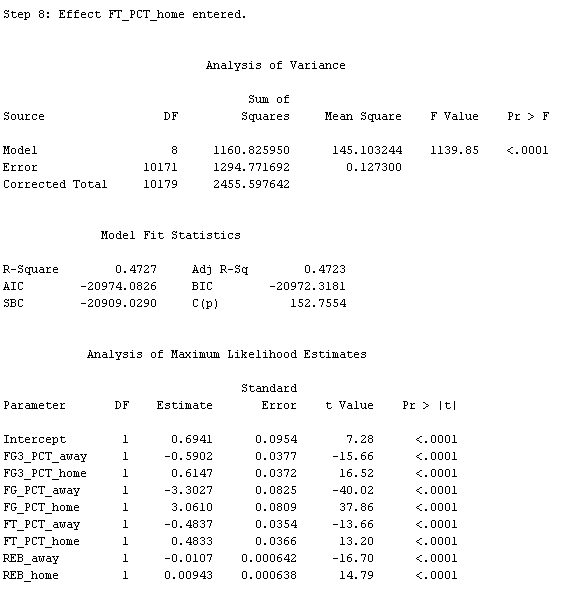 Step 8: Effect FT_PCT_home entered.
Analysis of Variance
Sum of
Source DF Squares Mean Square F Value Pr > F
Model 8 1160.825950 145.103244 1139.85 <.0001
Error 10171 1294.771692 0.127300
Corrected Total 10179 2455.597642
Model Fit Statistics
R-Square 0.4727 Adj R-Sq 0.4723
AIC -20974.0826 BIC -20972.3181
SBC -20909.0290 C(p) 152.7554
Analysis of Maximum Likelihood Estimates
Standard
Parameter DF Estimate Error t Value Pr > |t|
Intercept 1 0.6941 0.0954 7.28 <.0001
FG3_PCT_away 1 -0.5902 0.0377 -15.66 <.0001
FG3_PCT_home 1 0.6147 0.0372 16.52 <.0001
FG_PCT_away 1 -3.3027 0.0825 -40.02 <.0001
FG_PCT_home 1 3.0610 0.0809 37.86 <.0001
FT_PCT_away 1 -0.4837 0.0354 -13.66 <.0001
FT_PCT_home 1 0.4833 0.0366 13.20 <.0001
REB_away 1 -0.0107 0.000642 -16.70 <.0001
REB_home 1 0.00943 0.000638 14.79 <.0001